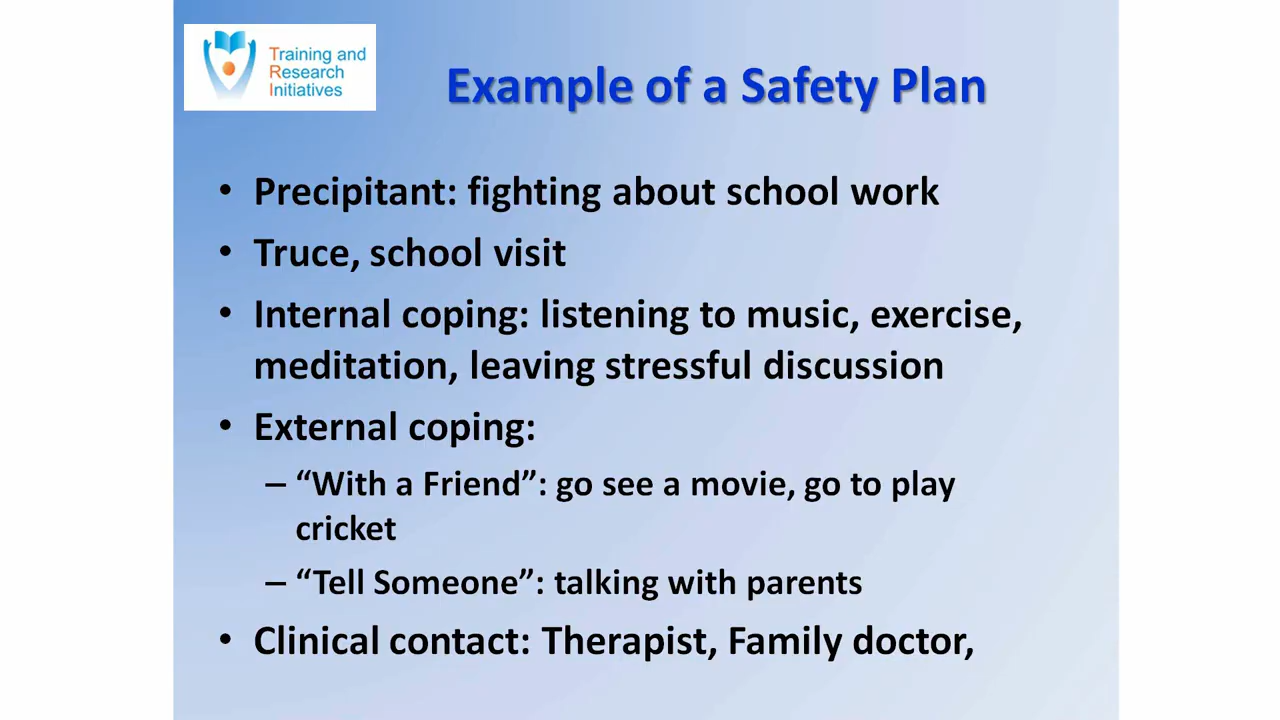 Training and
Research
Initiatives
Example of a Safety Plan
• Precipitant: fighting about school work
• Truce, school visit
• Internal coping: listening to music, exercise,
meditation, leaving stressful discussion
• External coping:
– “With a Friend”: go see a movie, go to play
cricket
– “Tell Someone”: talking with parents
• Clinical contact: Therapist, Family doctor,